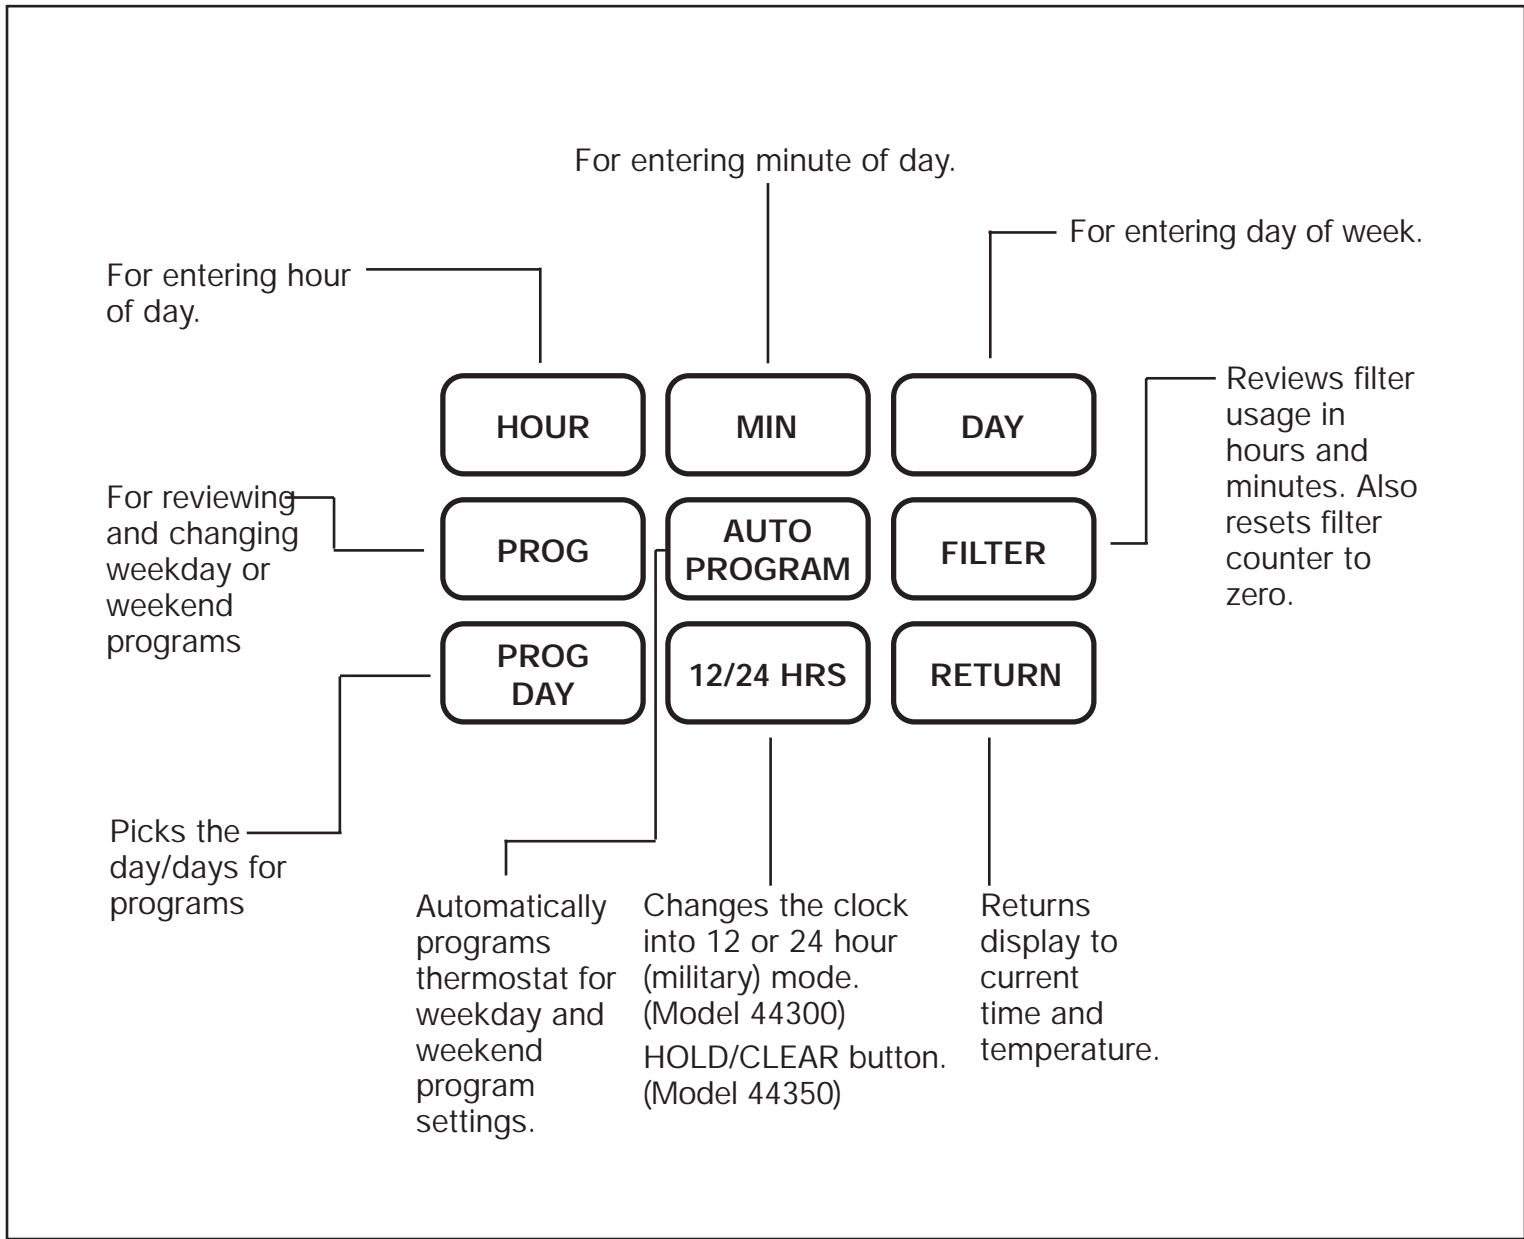 For entering minute of day.
For entering day of week.
For entering hour
of day.
HOUR
MIN
DAY
Reviews filter
usage in
hours and
minutes. Also
resets filter
counter to
zero.
For reviewing
and changing
weekday or
weekend
programs
PROG
AUTO
PROGRAM
FILTER
PROG
DAY
12/24 HRS
RETURN
Picks the
day/days for
programs
Automatically
programs
thermostat for
weekday and
weekend
program
settings.
Changes the clock
into 12 or 24 hour
(military) mode.
(Model 44300)
HOLD/CLEAR button.
(Model 44350)
Returns
display to
current
time and
temperature.